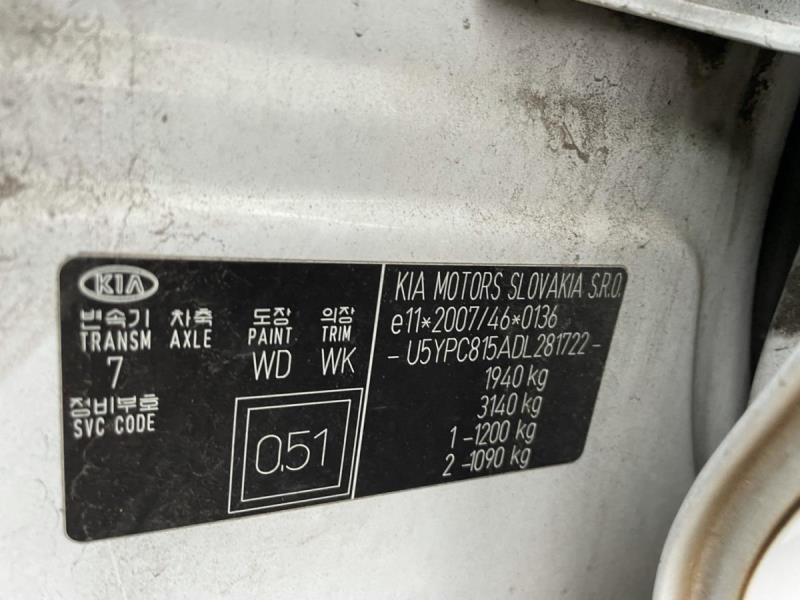 KIA
변속기 차축 도장 의장
TRANSM AXLE PAINT TRIM
7 WD WK
정비부호
SVC CODE
0.51
KIA MOTORS SLOVAKIA S.R.O.
e11*2007/46*0136
-U5YPC815ADL281722-
1940 kg
3140 kg
1-1200 kg
2-1090 kg